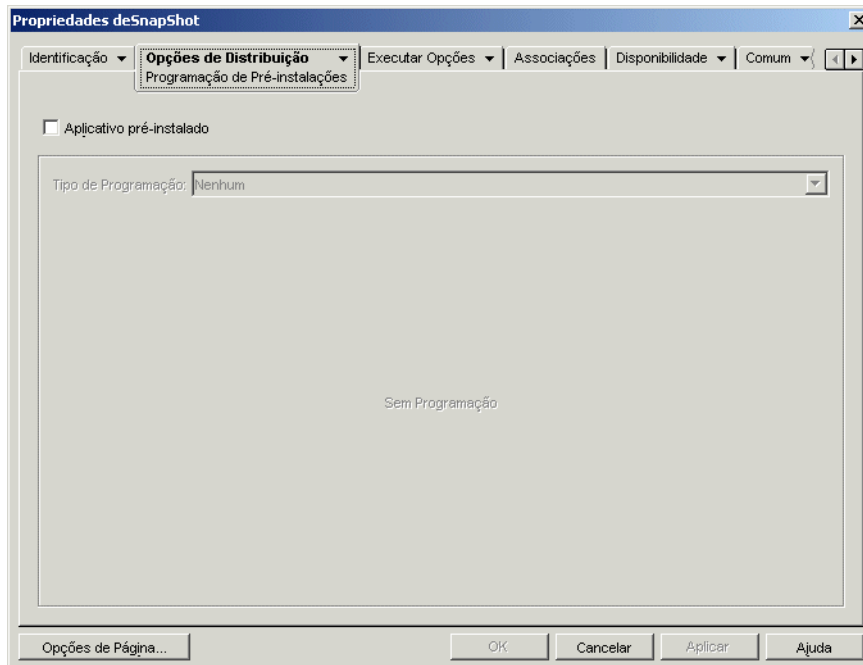 Propriedades deSnapShot
Identificação Opções de Distribuição Executar Opções Associações Disponibilidade Comum
Programação de Pré-instalações
Aplicativo pré-instalado
Tipo de Programação: Nenhum
Sem Programação
Opções de Página... OK Cancelar Aplicar Ajuda